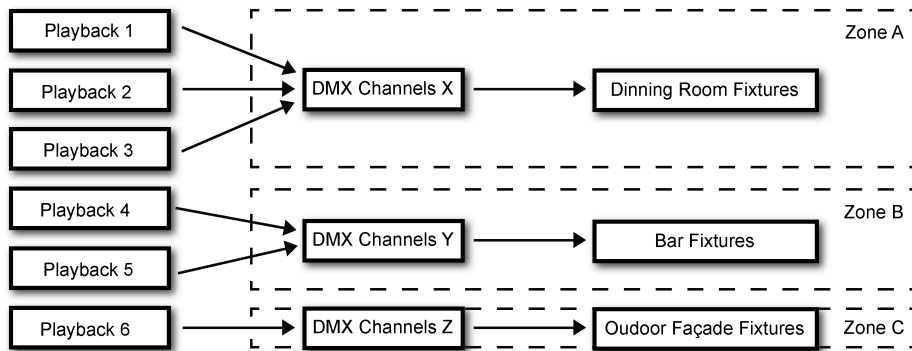 Playback 1
Playback 2
Playback 3
Playback 4
Playback 5
Playback 6
Zone A
DMX Channels X
Dinning Room Fixtures
Zone B
DMX Channels Y
Bar Fixtures
DMX Channels Z
Oudoor Façade Fixtures
Zone C